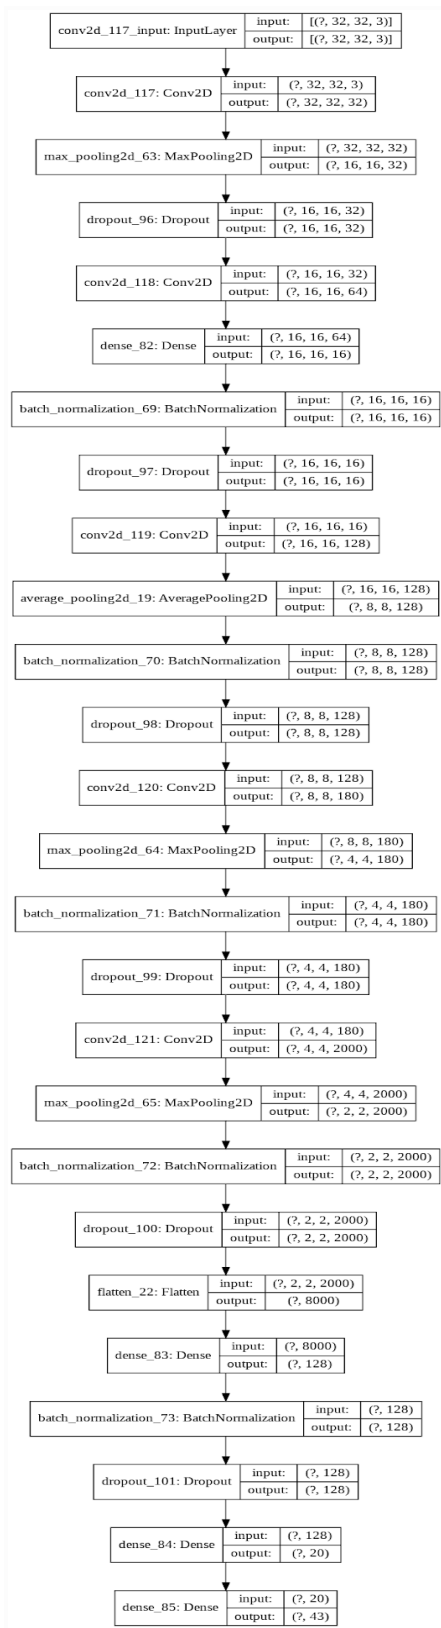 conv2d_117_input: InputLayer input: [(?, 32, 32, 3)]
output: [(?, 32, 32, 3)]
conv2d_117: Conv2D input: (?, 32, 32, 3)
output: (?, 32, 32, 32)
max_pooling2d_63: MaxPooling2D input: (?, 32, 32, 32)
output: (?, 16, 16, 32)
dropout_96: Dropout input: (?, 16, 16, 32)
output: (?, 16, 16, 32)
conv2d_118: Conv2D input: (?, 16, 16, 32)
output: (?, 16, 16, 64)
dense_82: Dense input: (?, 16, 16, 64)
output: (?, 16, 16, 16)
batch_normalization_69: BatchNormalization input: (?, 16, 16, 16)
output: (?, 16, 16, 16)
dropout_97: Dropout input: (?, 16, 16, 16)
output: (?, 16, 16, 16)
conv2d_119: Conv2D input: (?, 16, 16, 16)
output: (?, 16, 16, 128)
average_pooling2d_19: AveragePooling2D input: (?, 16, 16, 128)
output: (?, 8, 8, 128)
batch_normalization_70: BatchNormalization input: (?, 8, 8, 128)
output: (?, 8, 8, 128)
dropout_98: Dropout input: (?, 8, 8, 128)
output: (?, 8, 8, 128)
conv2d_120: Conv2D input: (?, 8, 8, 128)
output: (?, 8, 8, 180)
max_pooling2d_64: MaxPooling2D input: (?, 8, 8, 180)
output: (?, 4, 4, 180)
batch_normalization_71: BatchNormalization input: (?, 4, 4, 180)
output: (?, 4, 4, 180)
dropout_99: Dropout input: (?, 4, 4, 180)
output: (?, 4, 4, 180)
conv2d_121: Conv2D input: (?, 4, 4, 180)
output: (?, 4, 4, 2000)
max_pooling2d_65: MaxPooling2D input: (?, 4, 4, 2000)
output: (?, 2, 2, 2000)
batch_normalization_72: BatchNormalization input: (?, 2, 2, 2000)
output: (?, 2, 2, 2000)
dropout_100: Dropout input: (?, 2, 2, 2000)
output: (?, 2, 2, 2000)
flatten_22: Flatten input: (?, 2, 2, 2000)
output: (?, 8000)
dense_83: Dense input: (?, 8000)
output: (?, 128)
batch_normalization_73: BatchNormalization input: (?, 128)
output: (?, 128)
dropout_101: Dropout input: (?, 128)
output: (?, 128)
dense_84: Dense input: (?, 128)
output: (?, 20)
dense_85: Dense input: (?, 20)
output: (?, 43)